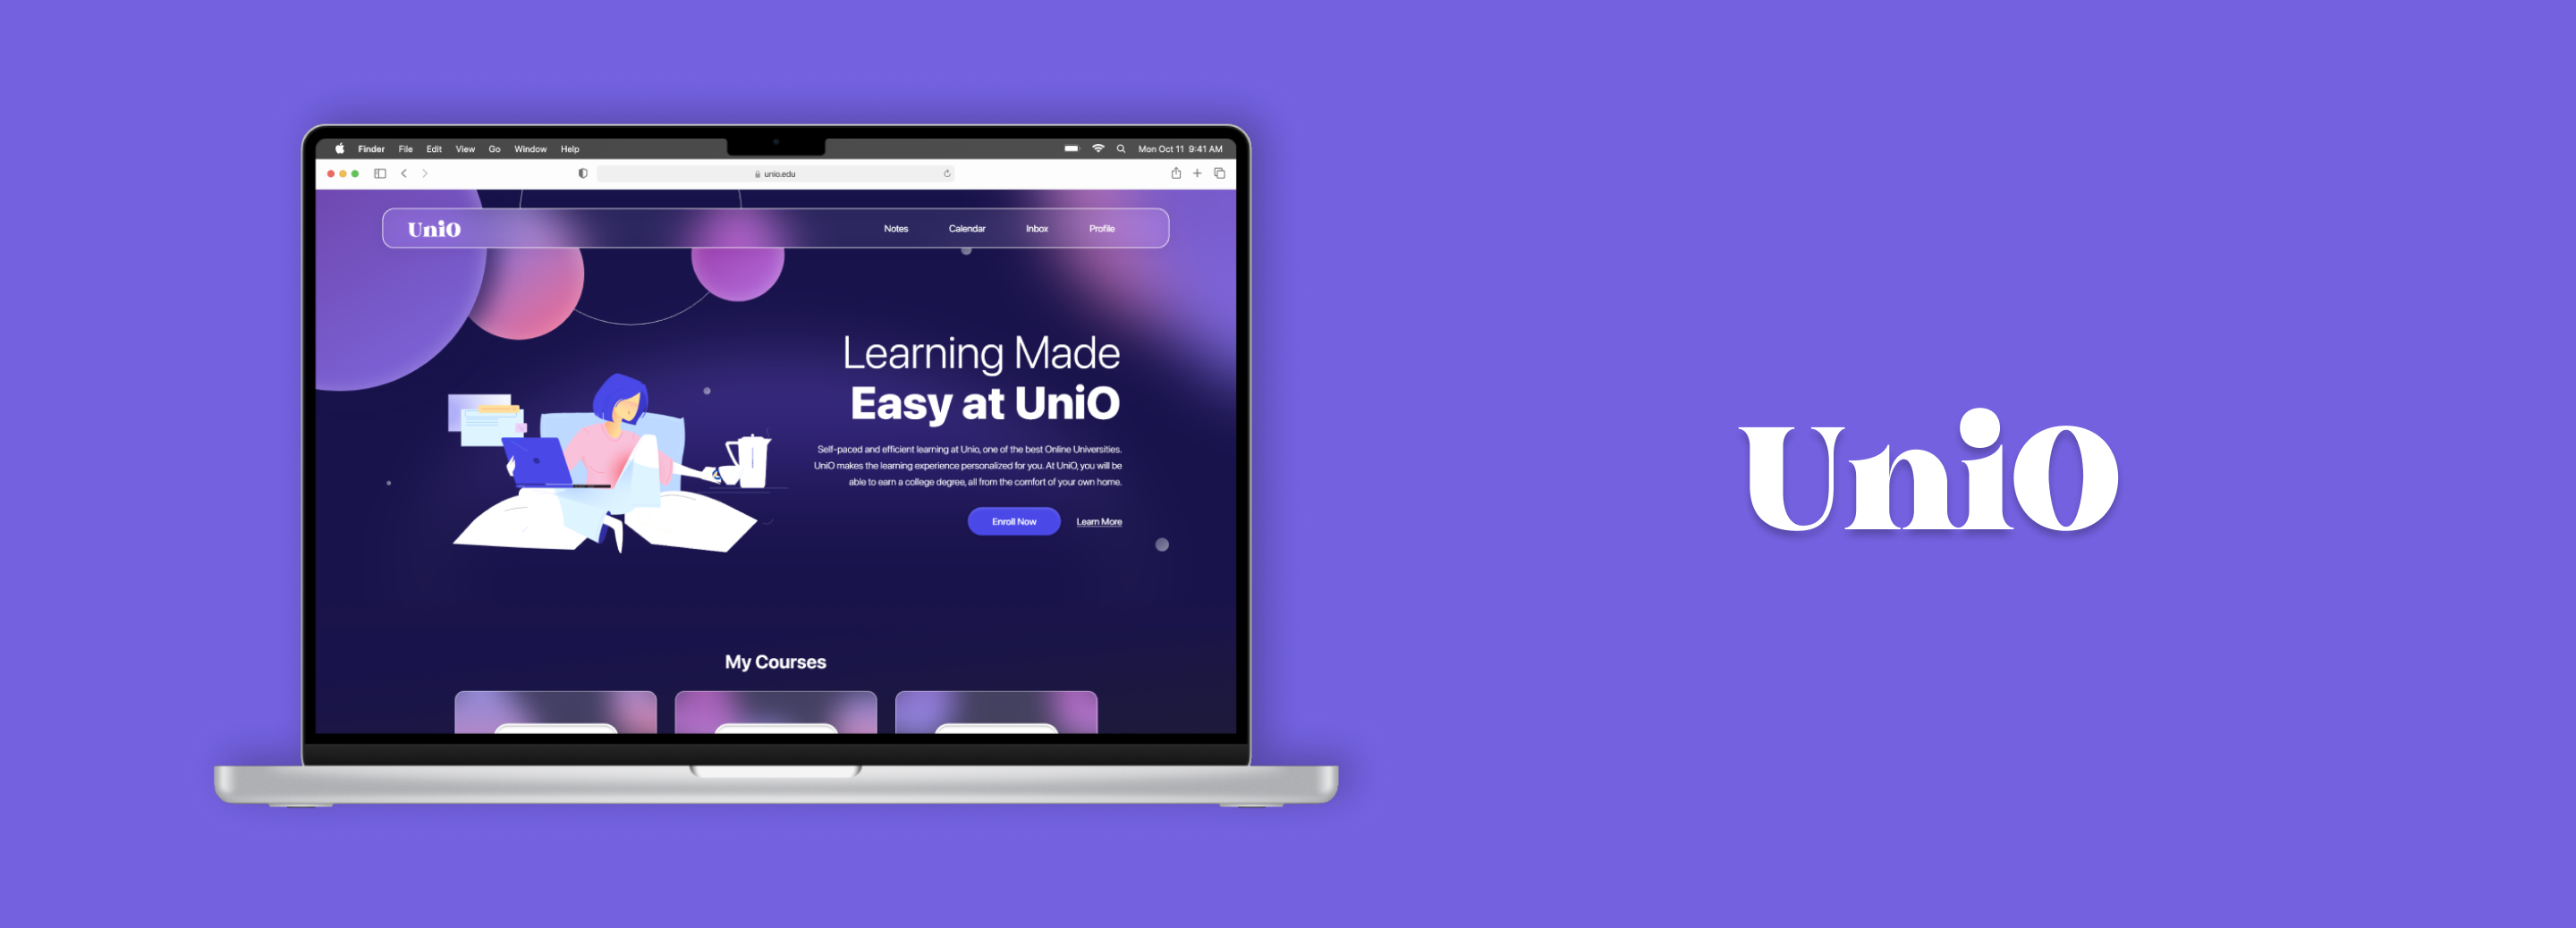 Finder File Edit View Go Window Help
Mon Oct 11 9:41 AM
unio.edu
UniO
Notes Calendar Inbox Profile
Learning Made
Easy at UniO
Self-paced and efficient learning at Unio, one of the best Online Universities.
UniO makes the learning experience personalized for you. At UniO, you will be
able to earn a college degree, all from the comfort of your own home.
Enroll Now Learn More
My Courses
UniO